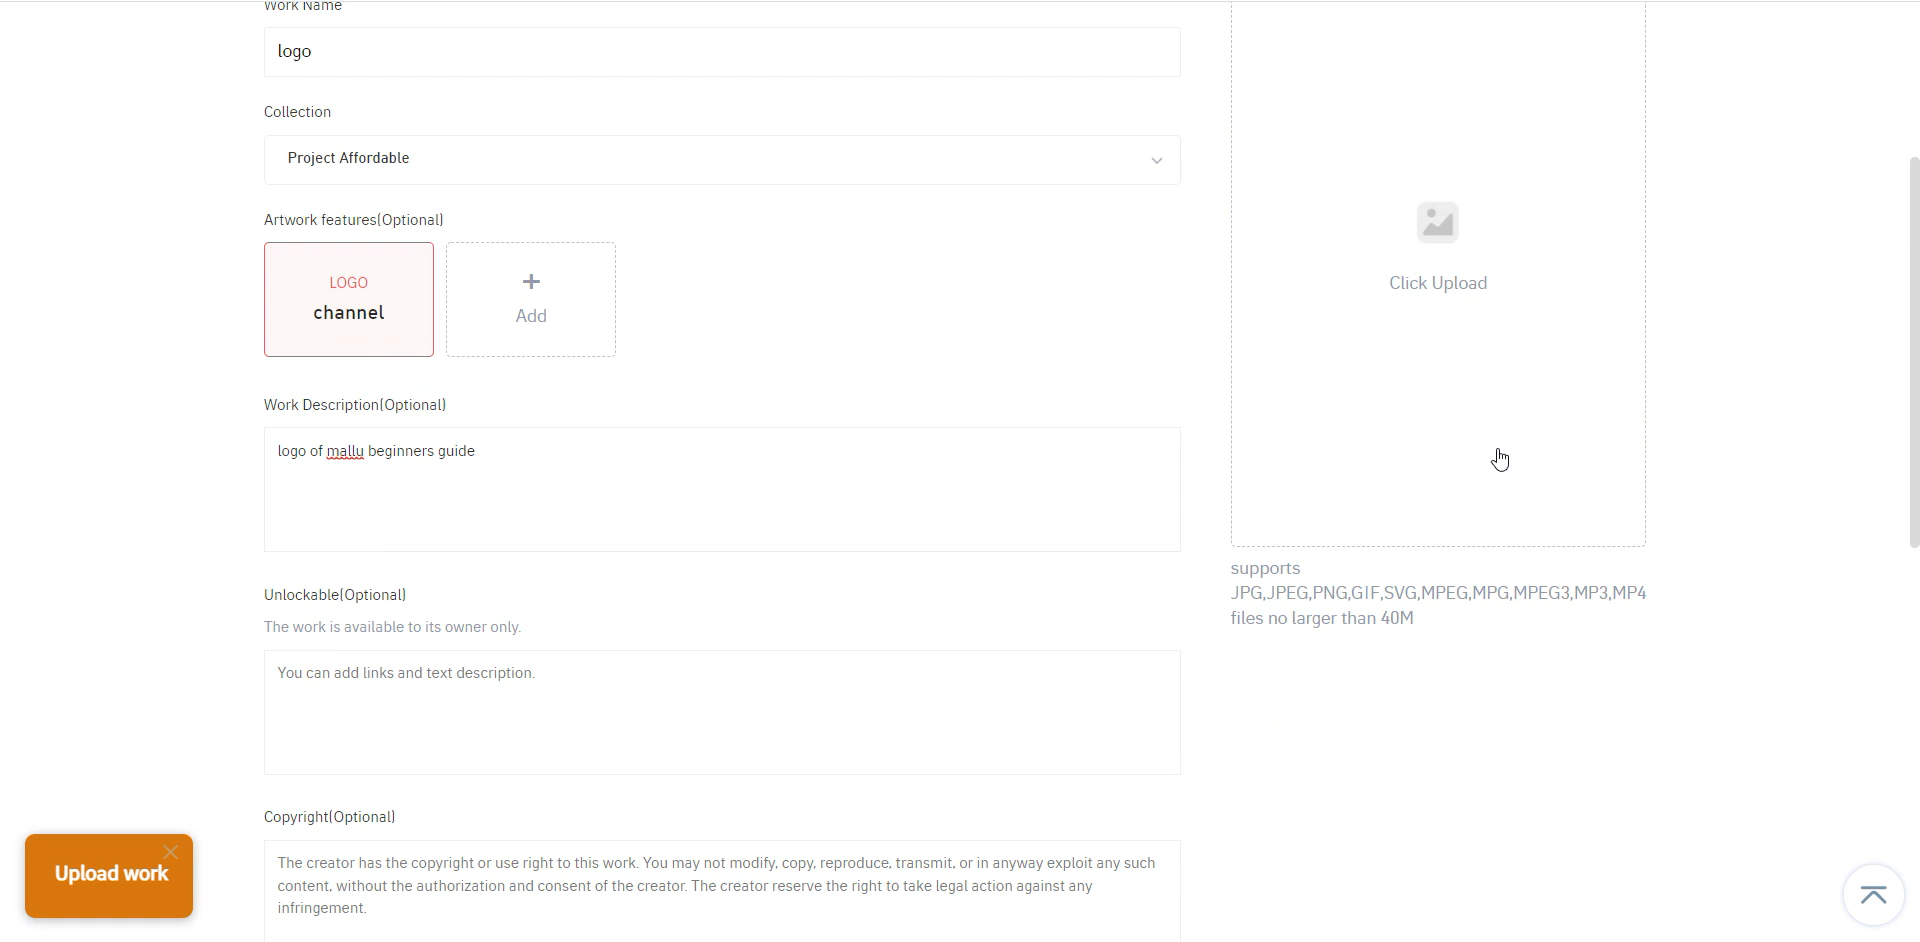 Work Name
logo
Collection
Project Affordable
Artwork features(Optional)
LOGO
channel
+
Add
Work Description(Optional)
logo of mallu beginners guide
Unlockable(Optional)
The work is available to its owner only.
You can add links and text description.
Copyright(Optional)
The creator has the copyright or use right to this work. You may not modify, copy, reproduce, transmit, or in anyway exploit any such
content, without the authorization and consent of the creator. The creator reserve the right to take legal action against any
infringement.
Click Upload
supports
JPG,JPEG,PNG,GIF,SVG,MPEG,MPG,MPEG3,MP3,MP4
files no larger than 40M
Upload work